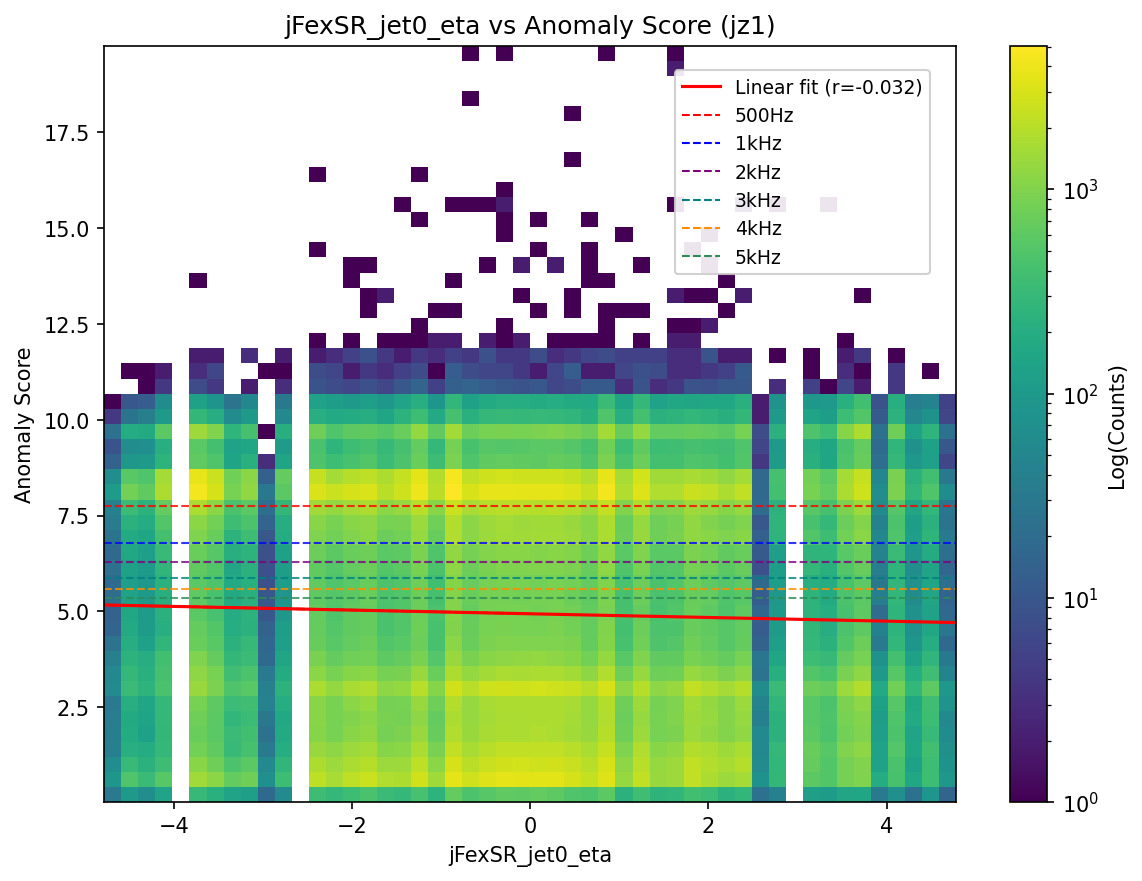 jFexSR_jet0_eta vs Anomaly Score (jz1)
Linear fit (r=-0.032)
500Hz
1kHz
2kHz
3kHz
4kHz
5kHz
17.5
15.0
12.5
10.0
7.5
5.0
2.5
Anomaly Score
−4
−2
0
2
4
jFexSR_jet0_eta
10³
10²
10¹
10⁰
Log(Counts)